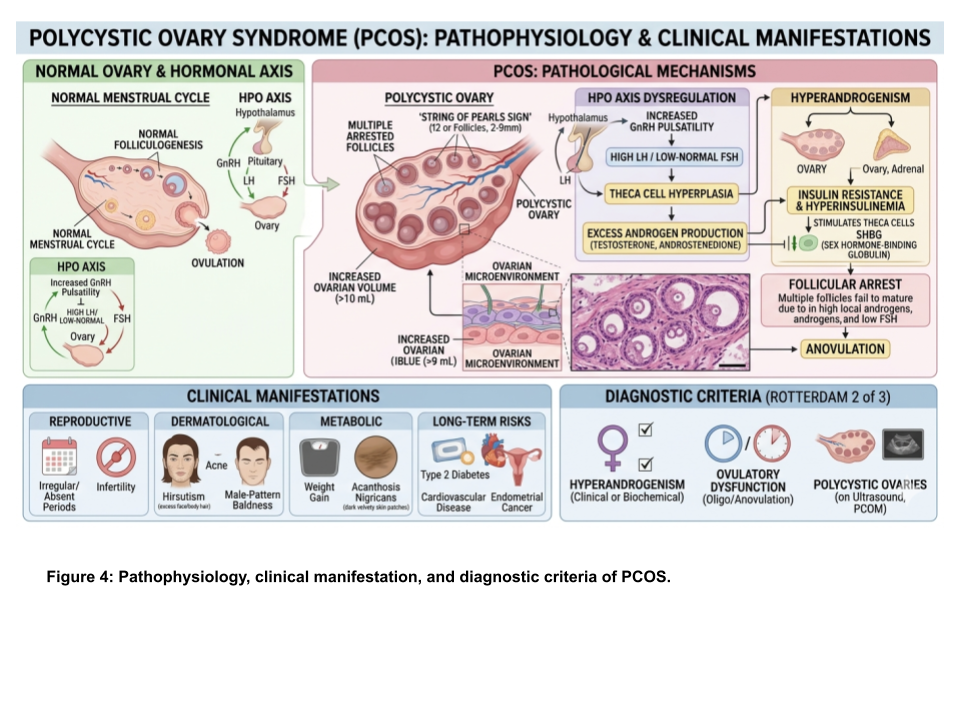 POLYCYSTIC OVARY SYNDROME (PCOS): PATHOPHYSIOLOGY & CLINICAL MANIFESTATIONS
NORMAL OVARY & HORMONAL AXIS
NORMAL MENSTRUAL CYCLE
NORMAL
FOLLICULOGENESIS
NORMAL
MENSTRUAL CYCLE
OVULATION
HPO AXIS
Hypothalamus
GnRH
Pituitary
LH
FSH
Ovary
HPO AXIS
Increased GnRH
Pulsatility
GnRH
HIGH LH/
LOW-NORMAL
FSH
Ovary
PCOS: PATHOLOGICAL MECHANISMS
POLYCYSTIC OVARY
MULTIPLE
ARRESTED
FOLLICLES
'STRING OF PEARLS SIGN'
(12 or Follicles, 2-9mm)
POLYCYSTIC
OVARY
INCREASED
OVARIAN VOLUME
(>10 mL)
INCREASED
OVARIAN
(IBLUE (>9 mL)
OVARIAN
MICROENVIRONMENT
OVARIAN
MICROENVIRONMENT
HPO AXIS DYSREGULATION
Hypothalamus
LH
INCREASED
GnRH PULSATILITY
HIGH LH / LOW-NORMAL FSH
THECA CELL HYPERPLASIA
EXCESS ANDROGEN PRODUCTION
(TESTOSTERONE, ANDROSTENEDIONE)
HYPERANDROGENISM
OVARY
Ovary, Adrenal
INSULIN RESISTANCE
& HYPERINSULINEMIA
STIMULATES THECA CELLS
SHBG
(SEX HORMONE-BINDING
GLOBULIN)
FOLLICULAR ARREST
Multiple follicles fail to mature
due to in high local androgens,
androgens, and low FSH
ANOVULATION
CLINICAL MANIFESTATIONS
REPRODUCTIVE
Irregular/
Absent
Periods
Infertility
DERMATOLOGICAL
Acne
Hirsutism
(excess face/body hair)
Male-Pattern
Baldness
METABOLIC
Weight
Gain
Acanthosis
Nigricans
(dark velvety skin patches)
LONG-TERM RISKS
Type 2 Diabetes
Cardiovascular
Disease
Endometrial
Cancer
DIAGNOSTIC CRITERIA (ROTTERDAM 2 of 3)
HYPERANDROGENISM
(Clinical or Biochemical)
/
OVULATORY
DYSFUNCTION
(Oligo/Anovulation)
POLYCYSTIC OVARIES
(on Ultrasound,
PCOM)
Figure 4: Pathophysiology, clinical manifestation, and diagnostic criteria of PCOS.